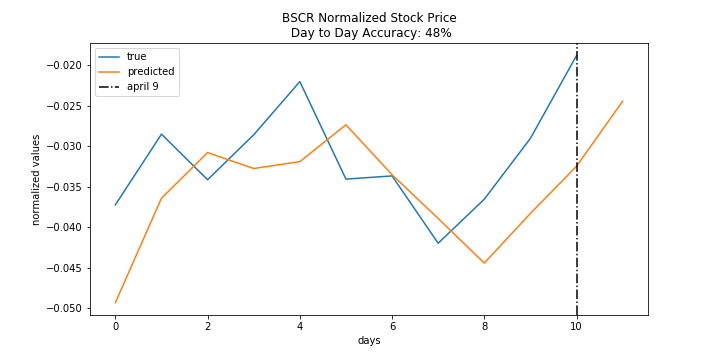 BSCR Normalized Stock Price
Day to Day Accuracy: 48%
true
predicted
april 9
normalized values
−0.020
−0.025
−0.030
−0.035
−0.040
−0.045
−0.050
0 2 4 6 8 10
days